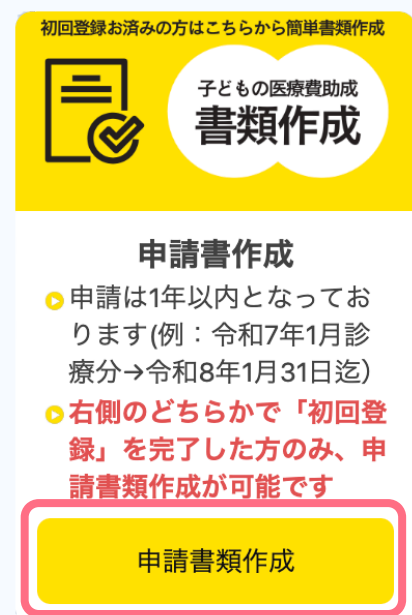 初回登録お済みの方はこちらから簡単書類作成
子どもの医療費助成
書類作成
申請書作成
申請は1年以内となってお
ります(例：令和7年1月診
療分→令和8年1月31日迄）
右側のどちらかで「初回登
録」を完了した方のみ、申
請書類作成が可能です
申請書類作成